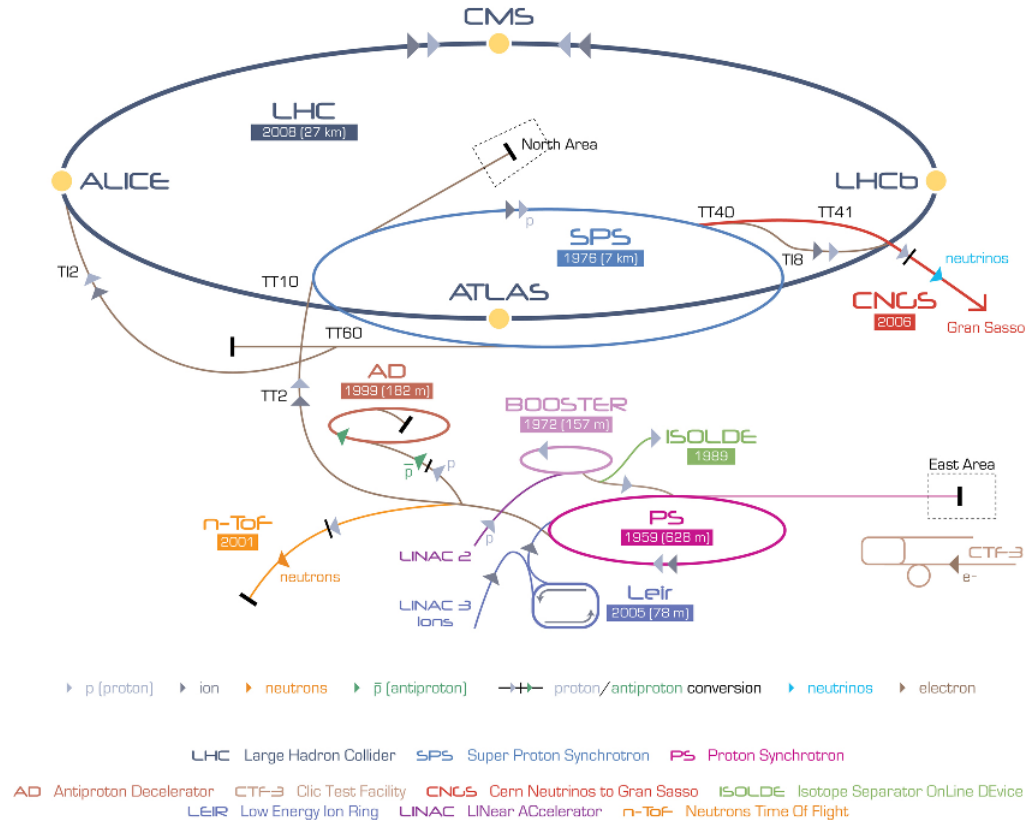 CMS
LHC
2008 (27 km)
North Area
ALICE
LHCb
TT40
TT41
SPS
1976 (7 km)
p
TI8
TI2
TT10
ATLAS
neutrinos
CNGS
2006
Gran Sasso
TT60
AD
1999 (182 m)
TT2
BOOSTER
1972 (157 m)
ISOLDE
1989
p̅
p
East Area
n-ToF
2001
neutrons
LINAC 2
p
PS
1959 (628 m)
CTF-3
e-
LINAC 3
Ions
Leir
2005 (78 m)
p (proton) ion neutrons p̅ (antiproton) proton/antiproton conversion neutrinos electron
LHC Large Hadron Collider SPS Super Proton Synchrotron PS Proton Synchrotron
AD Antiproton Decelerator CTF-3 Clic Test Facility CNGS Cern Neutrinos to Gran Sasso ISOLDE Isotope Separator OnLine DEvice
LEIR Low Energy Ion Ring LINAC LINear ACcelerator n-ToF Neutrons Time Of Flight